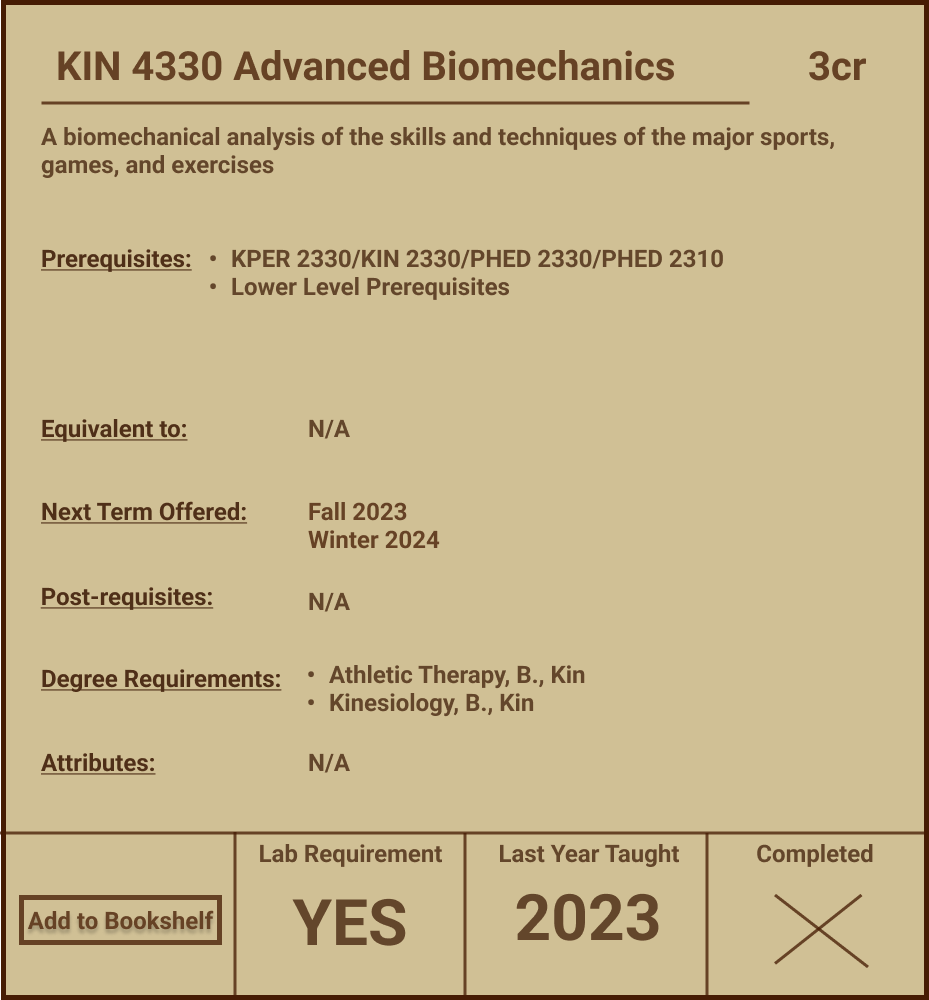 KIN 4330 Advanced Biomechanics 3cr
A biomechanical analysis of the skills and techniques of the major sports,
games, and exercises
Prerequisites: • KPER 2330/KIN 2330/PHED 2330/PHED 2310
• Lower Level Prerequisites
Equivalent to: N/A
Next Term Offered: Fall 2023
Winter 2024
Post-requisites: N/A
Degree Requirements: • Athletic Therapy, B., Kin
• Kinesiology, B., Kin
Attributes: N/A
Add to Bookshelf
Lab Requirement
YES
Last Year Taught
2023
Completed